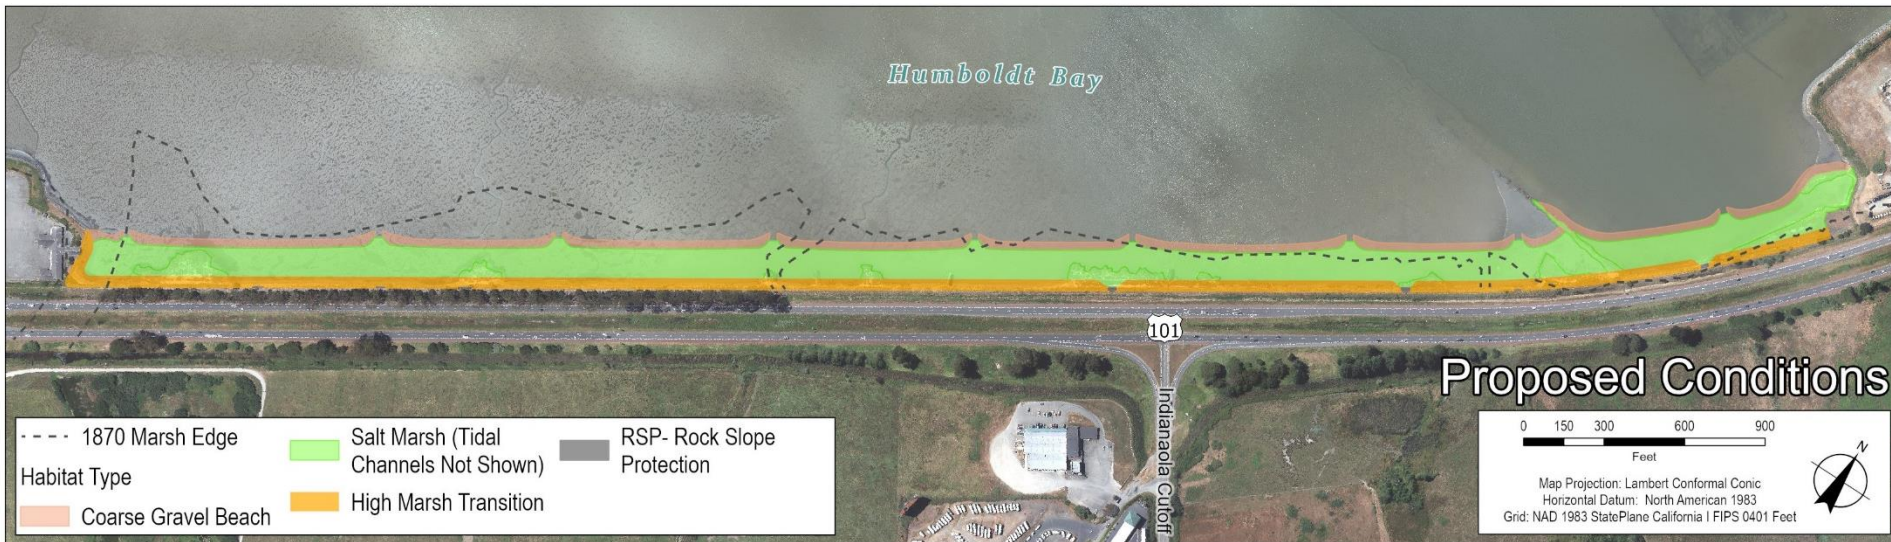 Humboldt Bay
101
Indianaola Cutoff
Proposed Conditions
1870 Marsh Edge
Habitat Type
Coarse Gravel Beach
Salt Marsh (Tidal
Channels Not Shown)
High Marsh Transition
RSP- Rock Slope
Protection
0 150 300 600 900
Feet
N
Map Projection: Lambert Conformal Conic
Horizontal Datum: North American 1983
Grid: NAD 1983 StatePlane California I FIPS 0401 Feet